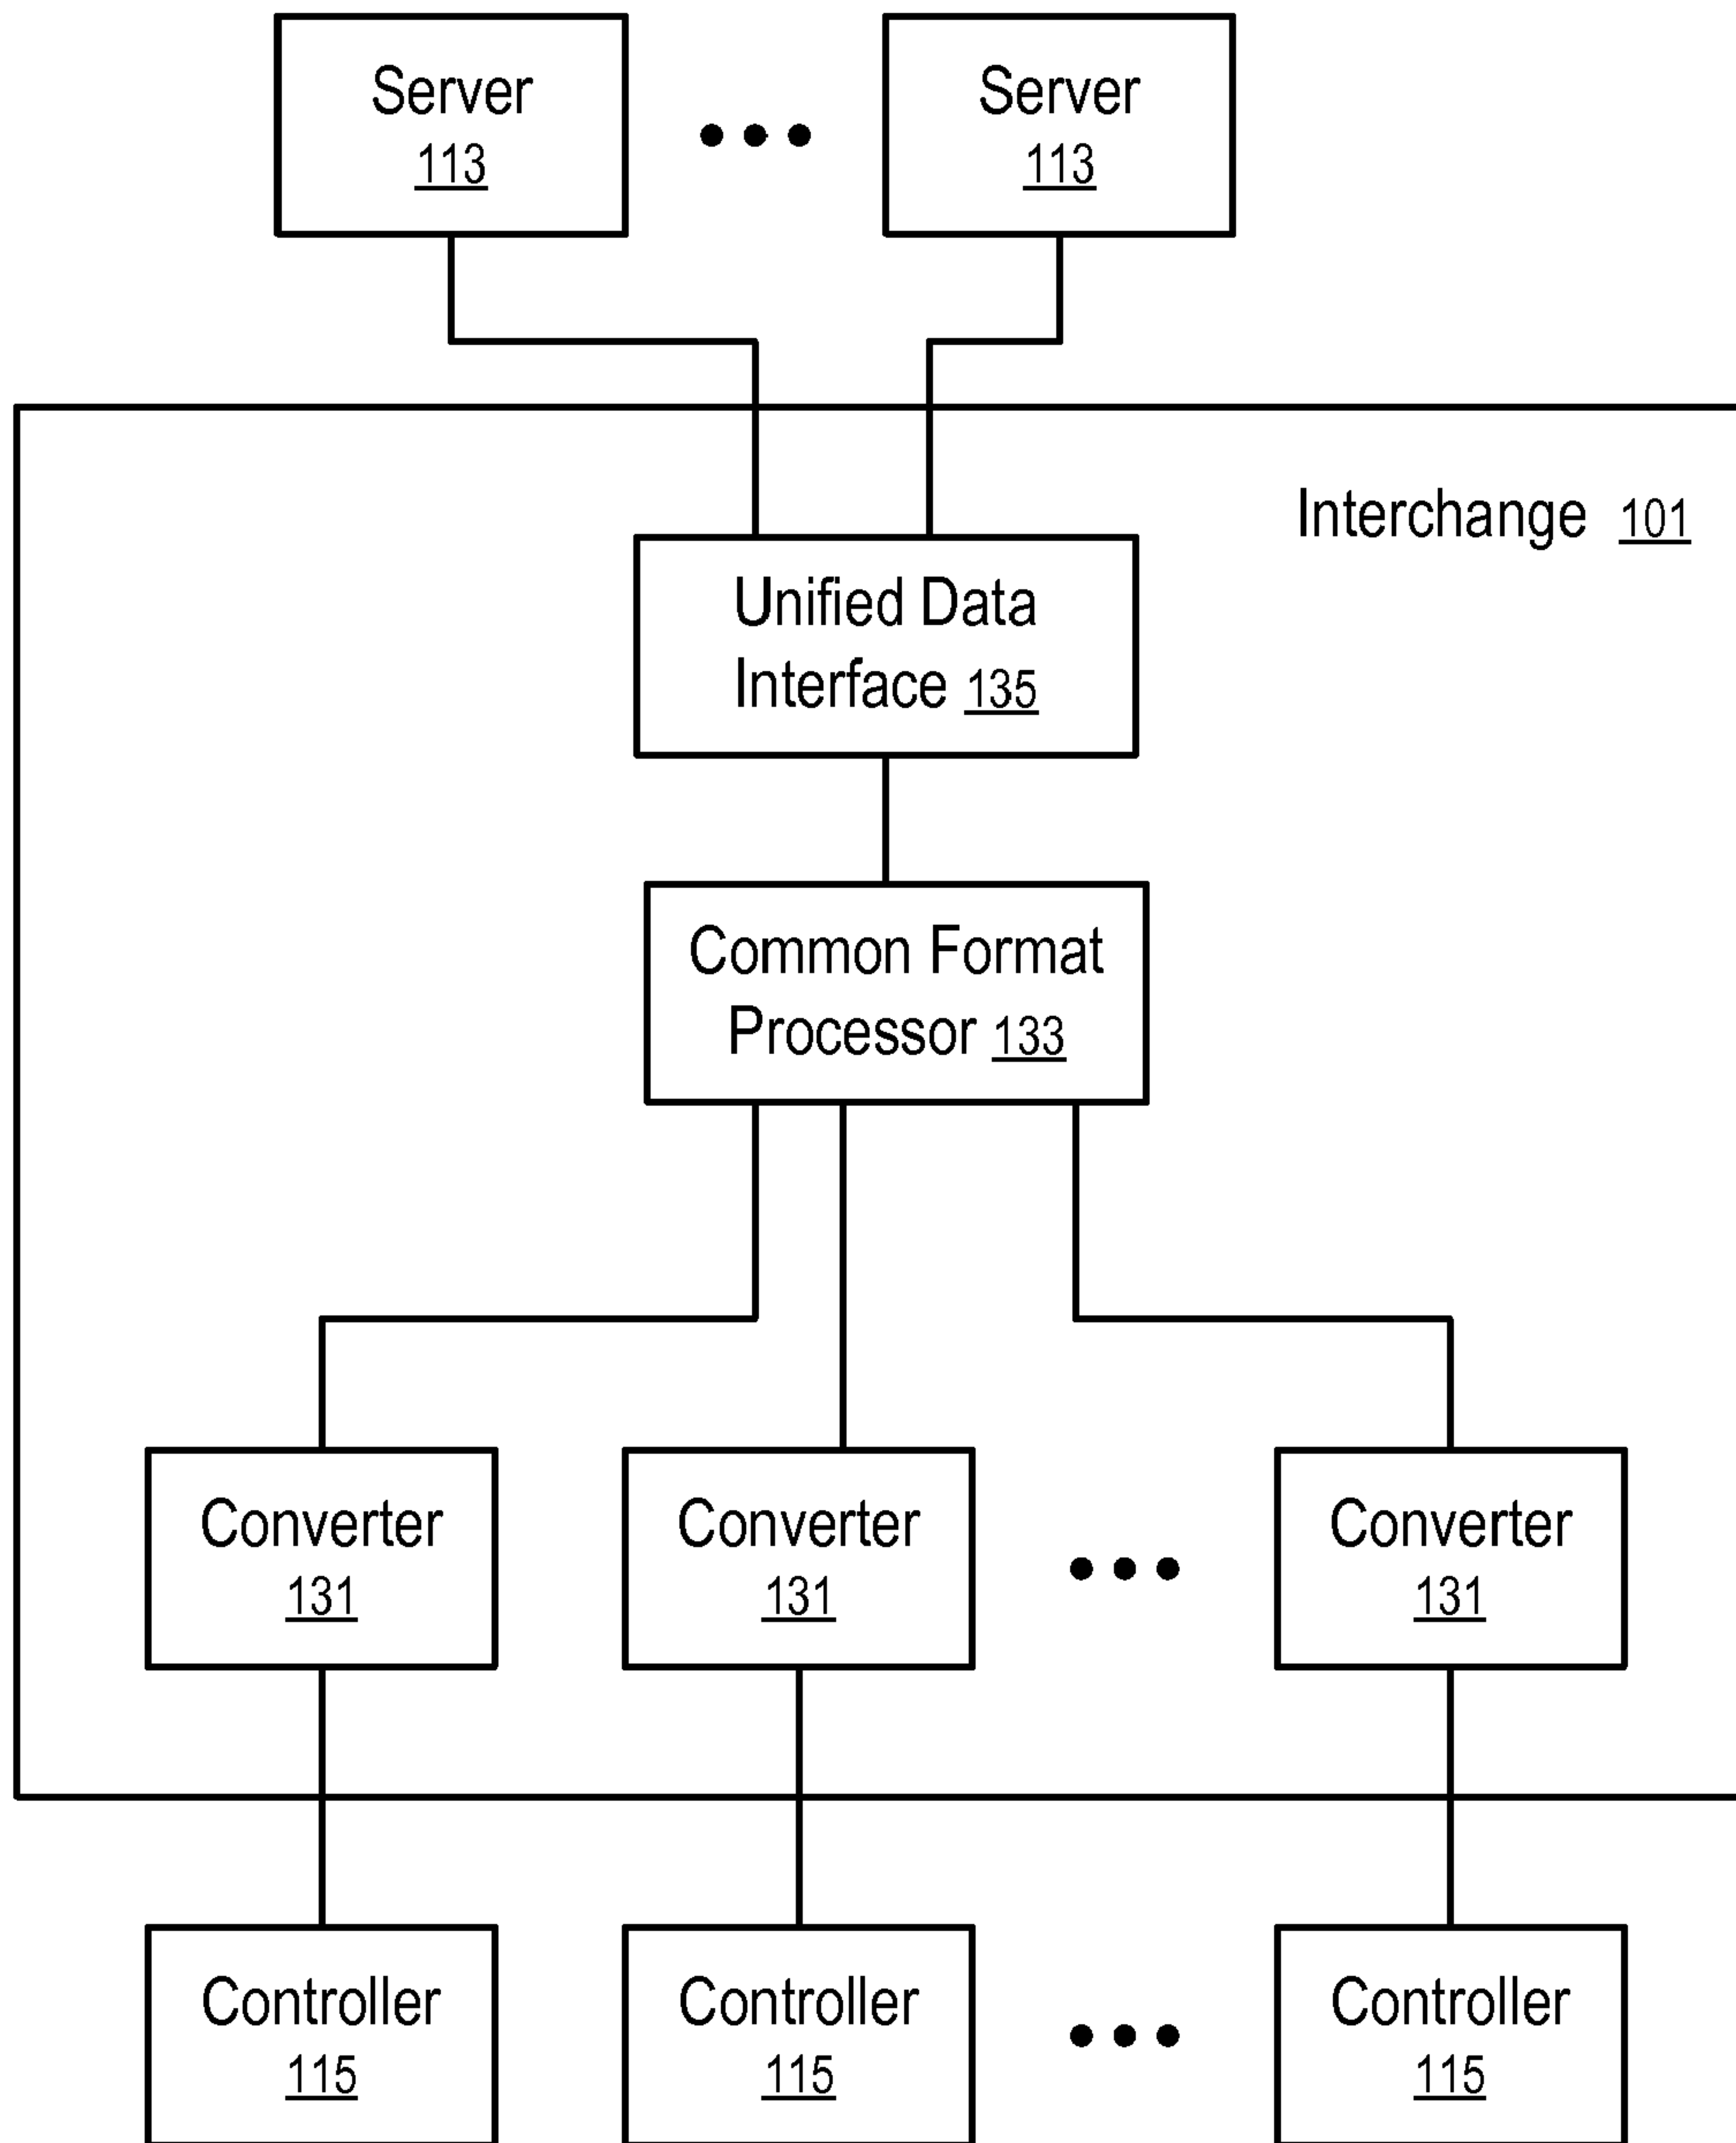 Server
113
Server
113
Interchange 101
Unified Data
Interface 135
Common Format
Processor 133
Converter
131
Converter
131
Converter
131
Controller
115
Controller
115
Controller
115